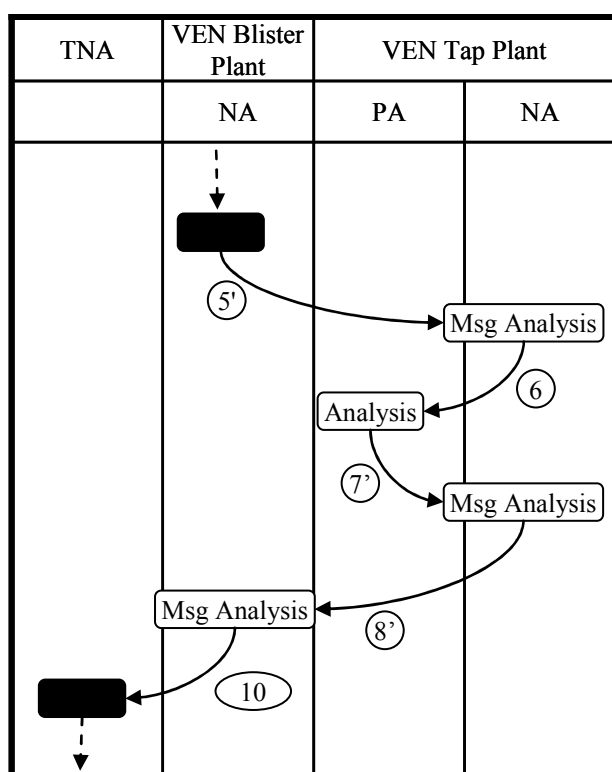 TNA
VEN Blister
Plant
VEN Tap Plant
NA
PA
NA
5'
Msg Analysis
6
Analysis
7’
Msg Analysis
8’
Msg Analysis
10